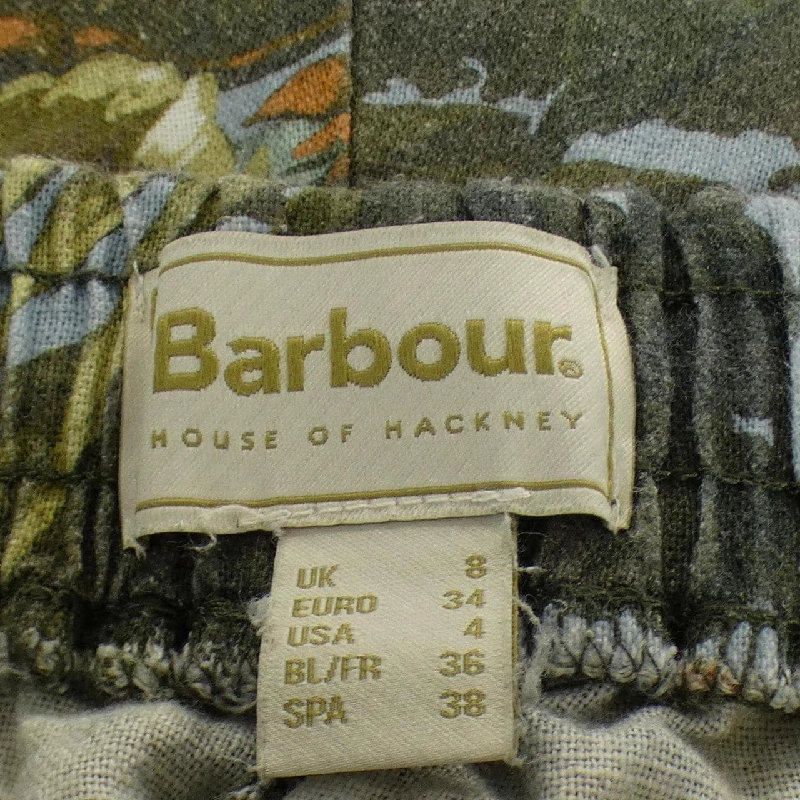 Barbour®
HOUSE OF HACKNEY
UK 8
EURO 34
USA 4
BL/FR 36
SPA 38